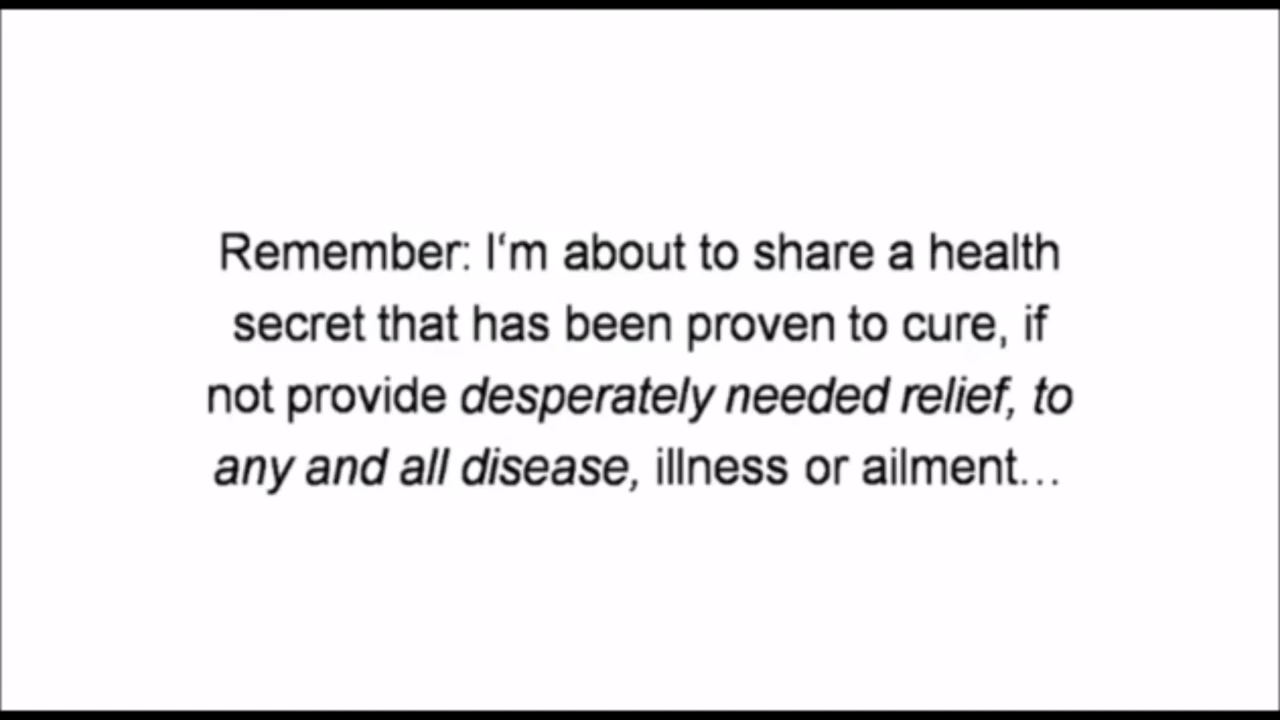 Remember: I‘m about to share a health
secret that has been proven to cure, if
not provide desperately needed relief, to
any and all disease, illness or ailment…